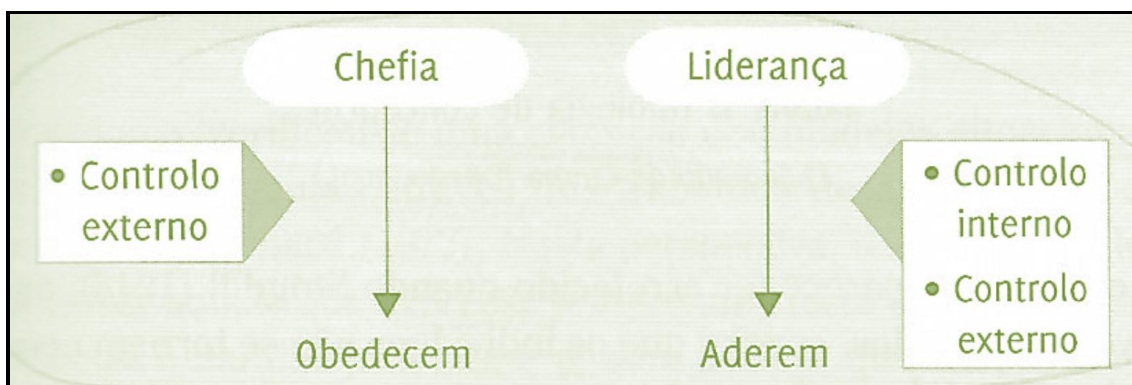 Chefia
Liderança
• Controlo
externo
• Controlo
interno
• Controlo
externo
Obedecem
Aderem